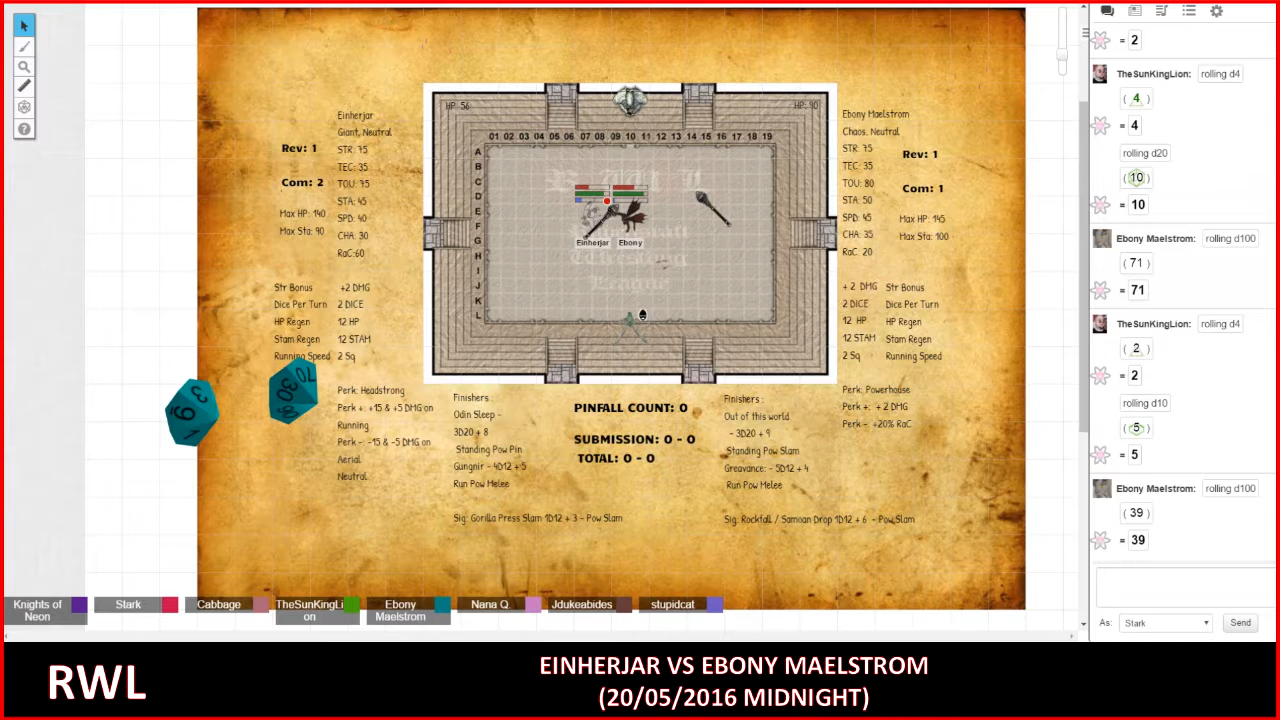 Einherjar
Giant, Neutral
Rev: 1
STR: 75
TEC: 35
Com: 2
TOU: 75
STA: 45
Max HP: 140
SPD: 40
Max Sta: 90
CHA: 30
RaC:60
Str Bonus +2 DMG
Dice Per Turn 2 DICE
HP Regen 12 HP
Stam Regen 12 STAM
Running Speed 2 Sq
Perk: Headstrong
Perk +: +15 & +5 DMG on
Running
Perk -: -15 & -5 DMG on
Aerial
Neutral
HP: 56
HP: 90
01 02 03 04 05 06 07 08 09 10 11 12 13 14 15 16 17 18 19
A
B
C
D
E
F
G
H
I
J
K
L
Einherjar
Ebony
Wrestling
League
Ebony Maelstrom
Chaos, Neutral
STR: 75
TEC: 35
Rev: 1
TOU: 80
STA: 50
Com: 1
SPD: 45
Max HP: 145
CHA: 35
Max Sta: 100
RaC 20
+ 2 DMG Str Bonus
2 DICE Dice Per Turn
12 HP HP Regen
12 STAM Stam Regen
2 Sq Running Speed
Perk: Powerhouse
Perk +: + 2 DMG
Perk -: +20% RaC
Finishers :
Odin Sleep -
3D20 + 8
Standing Pow Pin
Gungnir - 4D12 + 5
Run Pow Melee
Sig: Gorilla Press Slam 1D12 + 3 - Pow Slam
PINFALL COUNT: 0
SUBMISSION: 0 - 0
TOTAL: 0 - 0
Finishers :
Out of this world
- 3D20 + 9
Standing Pow Slam
Greavance: - 5D12 + 4
Run Pow Melee
Sig: Rockfall / Samoan Drop 1D12 + 6 - Pow Slam
3
9
1
70
30
80
Knights of
Neon
Stark
Cabbage
TheSunKingLi
on
Ebony
Maelstrom
Nana Q.
Jdukeabides
stupidcat
= 2
TheSunKingLion: rolling d4
( 4 )
= 4
rolling d20
( 10 )
= 10
Ebony Maelstrom: rolling d100
( 71 )
= 71
TheSunKingLion: rolling d4
( 2 )
= 2
rolling d10
( 5 )
= 5
Ebony Maelstrom: rolling d100
( 39 )
= 39
As: Stark Send
RWL
EINHERJAR VS EBONY MAELSTROM
(20/05/2016 MIDNIGHT)